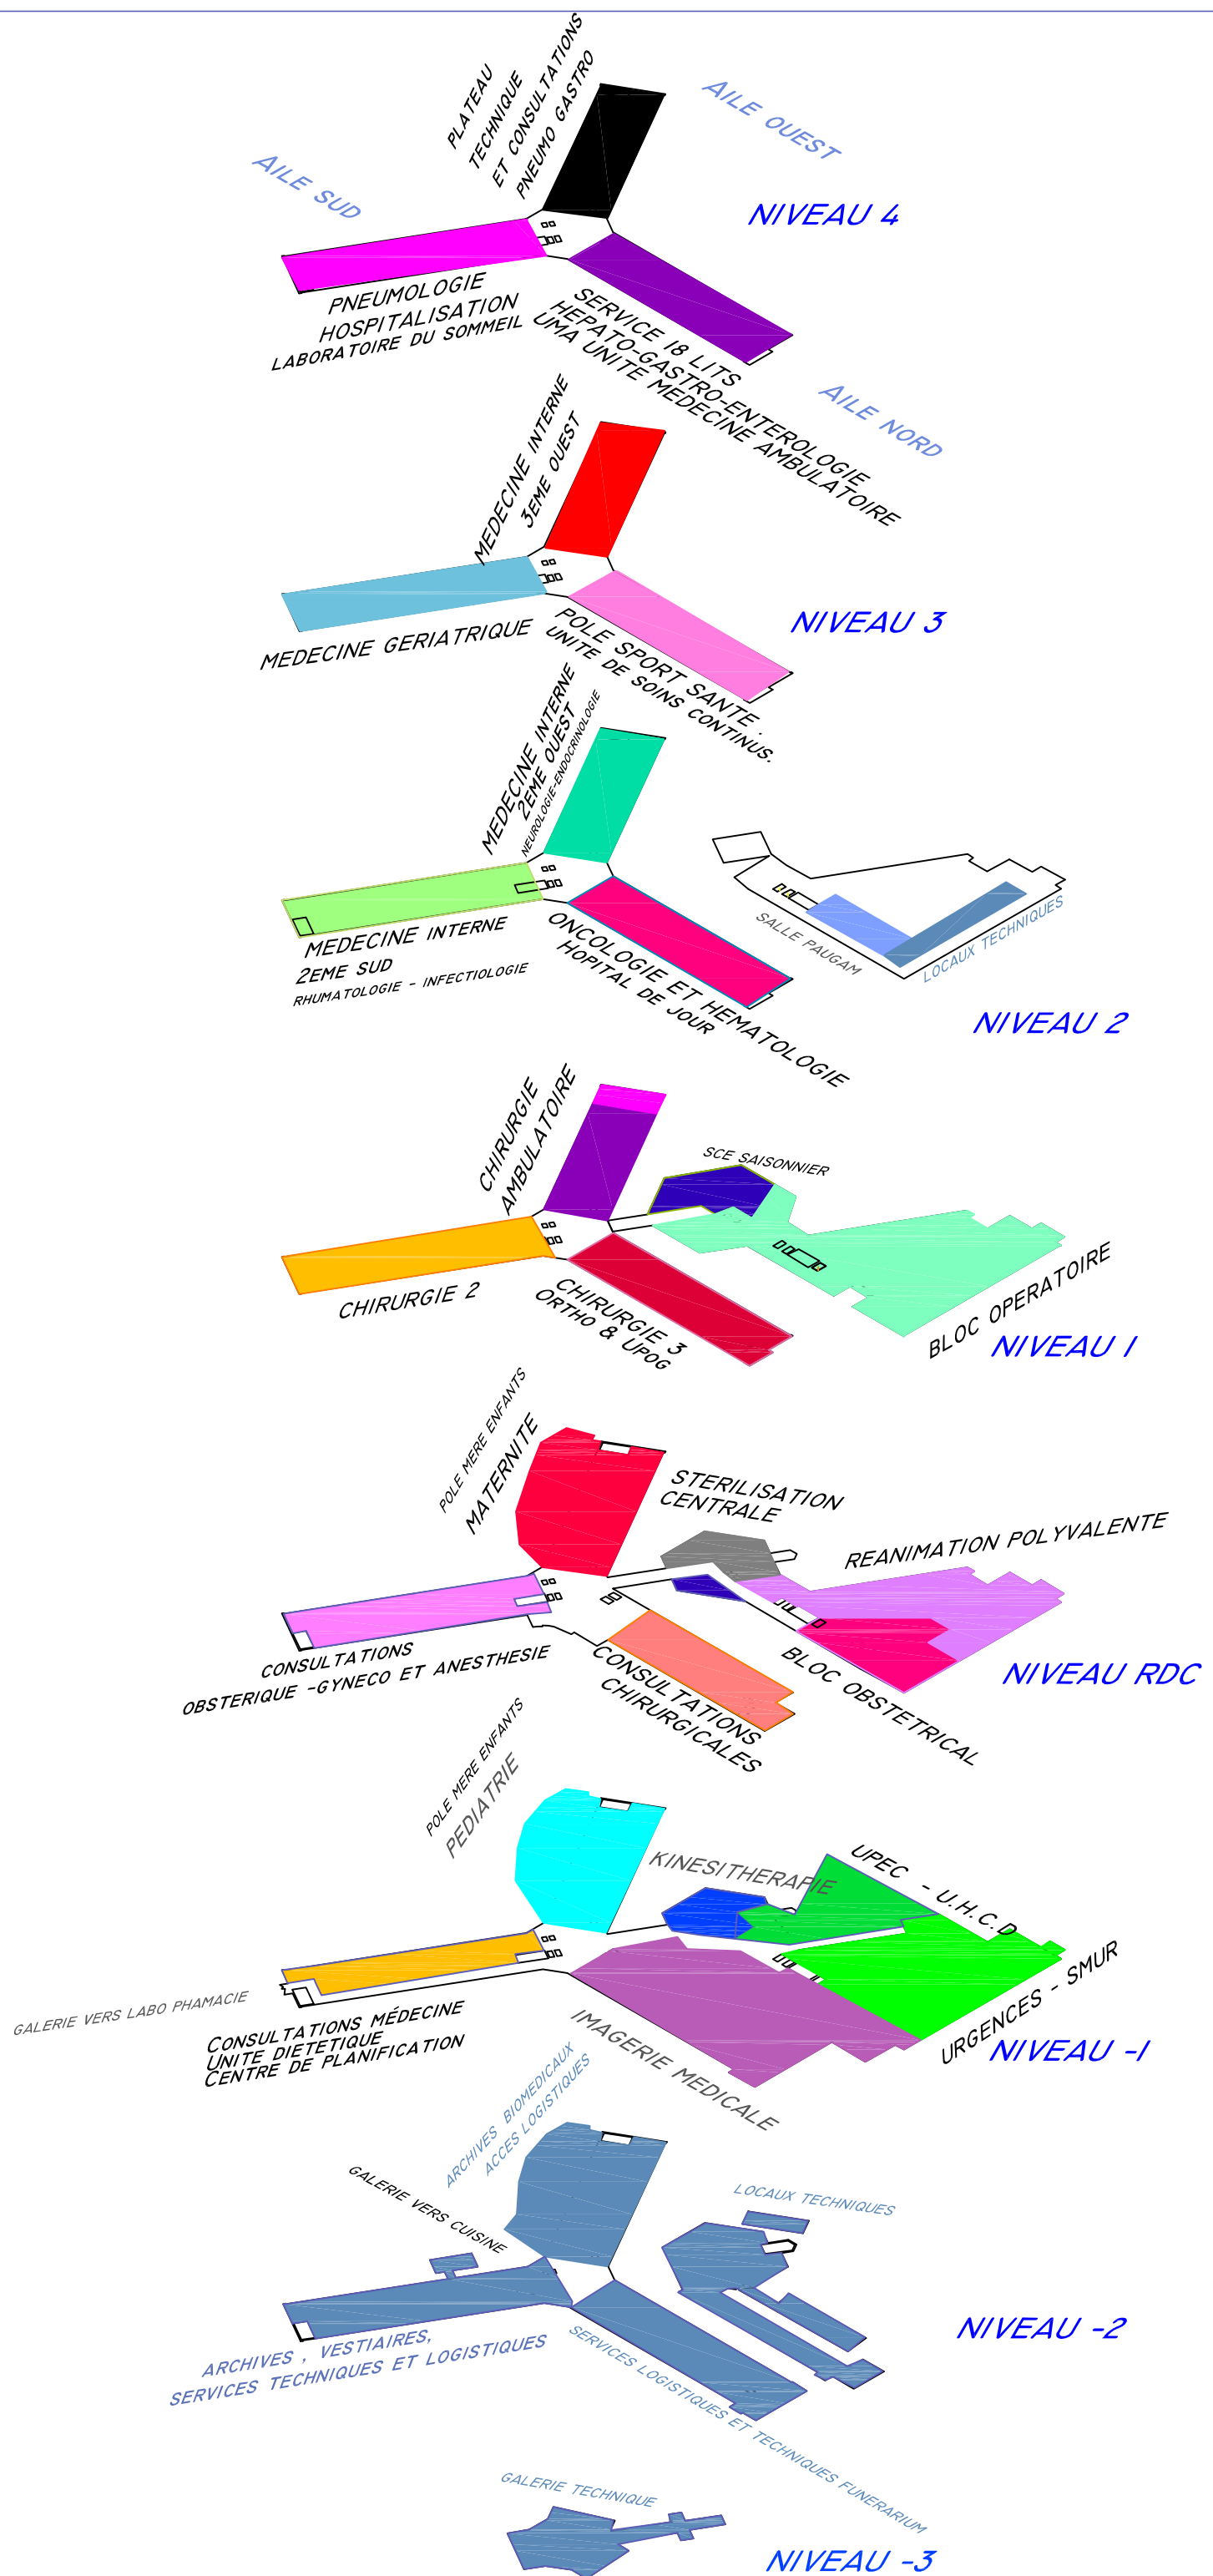 PLATEAU
TECHNIQUE
ET CONSULTATIONS
PNEUMO GASTRO
AILE OUEST
AILE SUD
NIVEAU 4
PNEUMOLOGIE
HOSPITALISATION
LABORATOIRE DU SOMMEIL
SERVICE 18 LITS
HEPATO-GASTRO-ENTEROLOGIE
UMA UNITE MEDECINE AMBULATOIRE
AILE NORD
MEDECINE INTERNE
3EME OUEST
NIVEAU 3
MEDECINE GERIATRIQUE
POLE SPORT SANTE .
UNITE DE SOINS CONTINUS.
MEDECINE INTERNE
2EME OUEST
NEUROLOGIE-ENDOCRINOLOGIE
MEDECINE INTERNE
2EME SUD
RHUMATOLOGIE - INFECTIOLOGIE
ONCOLOGIE ET HEMATOLOGIE
HOPITAL DE JOUR
SALLE PAUGAM
LOCAUX TECHNIQUES
NIVEAU 2
CHIRURGIE
AMBULATOIRE
SCE SAISONNIER
CHIRURGIE 2
CHIRURGIE 3
ORTHO & UPOG
BLOC OPERATOIRE
NIVEAU 1
POLE MERE ENFANTS
MATERNITE
STERILISATION
CENTRALE
REANIMATION POLYVALENTE
CONSULTATIONS
OBSTERIQUE -GYNECO ET ANESTHESIE
CONSULTATIONS
CHIRURGICALES
BLOC OBSTETRICAL
NIVEAU RDC
POLE MERE ENFANTS
PEDIATRIE
KINESITHERAPIE
UPEC - U.H.C.D
GALERIE VERS LABO PHAMACIE
CONSULTATIONS MÉDECINE
UNITE DIETETIQUE
CENTRE DE PLANIFICATION
IMAGERIE MEDICALE
URGENCES - SMUR
NIVEAU -1
ARCHIVES BIOMEDICAUX
ACCES LOGISTIQUES
GALERIE VERS CUISINE
LOCAUX TECHNIQUES
ARCHIVES , VESTIAIRES,
SERVICES TECHNIQUES ET LOGISTIQUES
SERVICES LOGISTIQUES ET TECHNIQUES FUNERARIUM
NIVEAU -2
GALERIE TECHNIQUE
NIVEAU -3